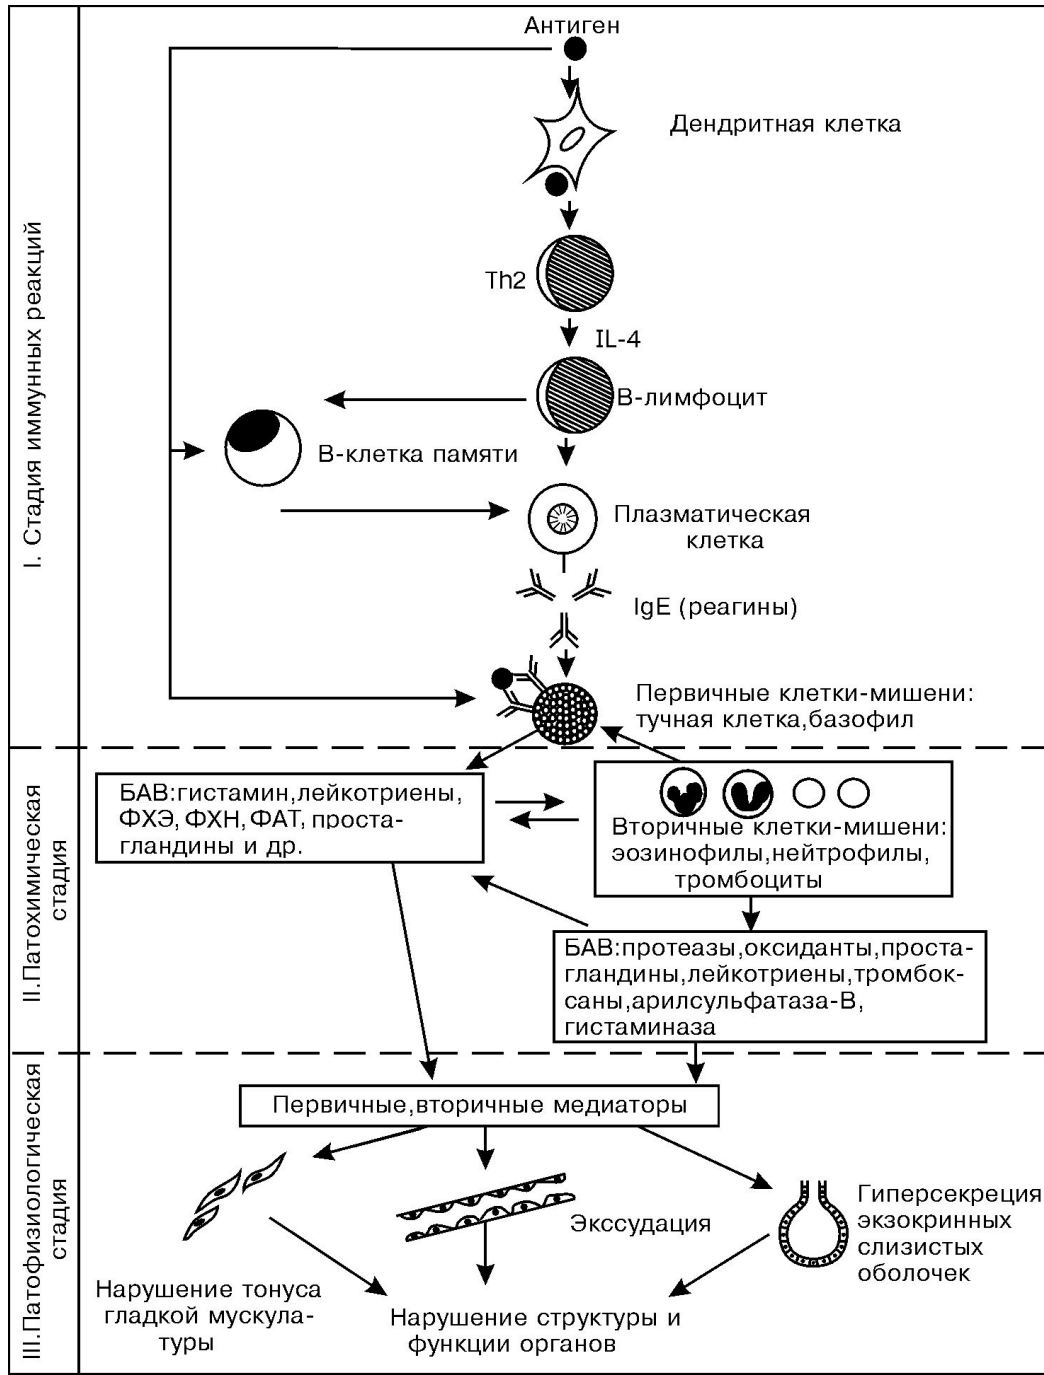 Антиген
Дендритная клетка
Th2
IL-4
В-лимфоцит
В-клетка памяти
Плазматическая
клетка
IgE (реагины)
Первичные клетки-мишени:
тучная клетка,базофил
I. Стадия иммунных реакций
БАВ:гистамин,лейкотриены,
ФХЭ, ФХН, ФАТ, проста-
гландины и др.
Вторичные клетки-мишени:
эозинофилы,нейтрофилы,
тромбоциты
БАВ:протеазы,оксиданты,проста-
гландины,лейкотриены,тромбок-
саны,арилсульфатаза-В,
гистаминаза
II.Патохимическая
стадия
Первичные,вторичные медиаторы
Экссудация
Гиперсекреция
экзокринных
слизистых
оболочек
Нарушение тонуса
гладкой мускула-
туры
Нарушение структуры и
функции органов
III.Патофизиологическая
стадия